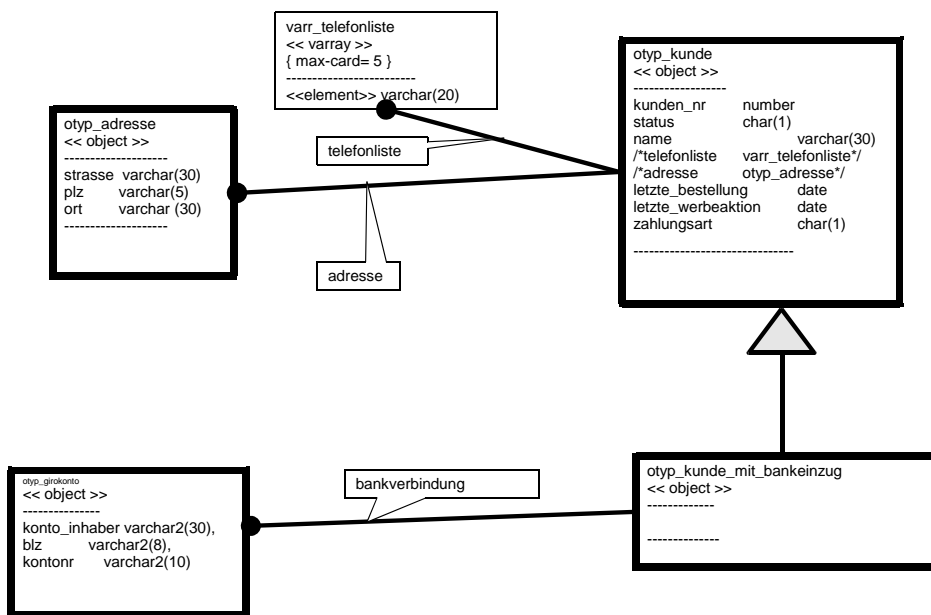 varr_telefonliste
<< varray >>
{ max-card= 5 }
-------------------------
<<element>> varchar(20)
otyp_kunde
<< object >>
------------------
kunden_nr number
status char(1)
name varchar(30)
/*telefonliste varr_telefonliste*/
/*adresse otyp_adresse*/
letzte_bestellung date
letzte_werbeaktion date
zahlungsart char(1)
-------------------------------
otyp_adresse
<< object >>
--------------------
strasse varchar(30)
plz varchar(5)
ort varchar (30)
--------------------
telefonliste
adresse
otyp_girokonto
<< object >>
---------------
konto_inhaber varchar2(30),
blz varchar2(8),
kontonr varchar2(10)
bankverbindung
otyp_kunde_mit_bankeinzug
<< object >>
-------------
--------------